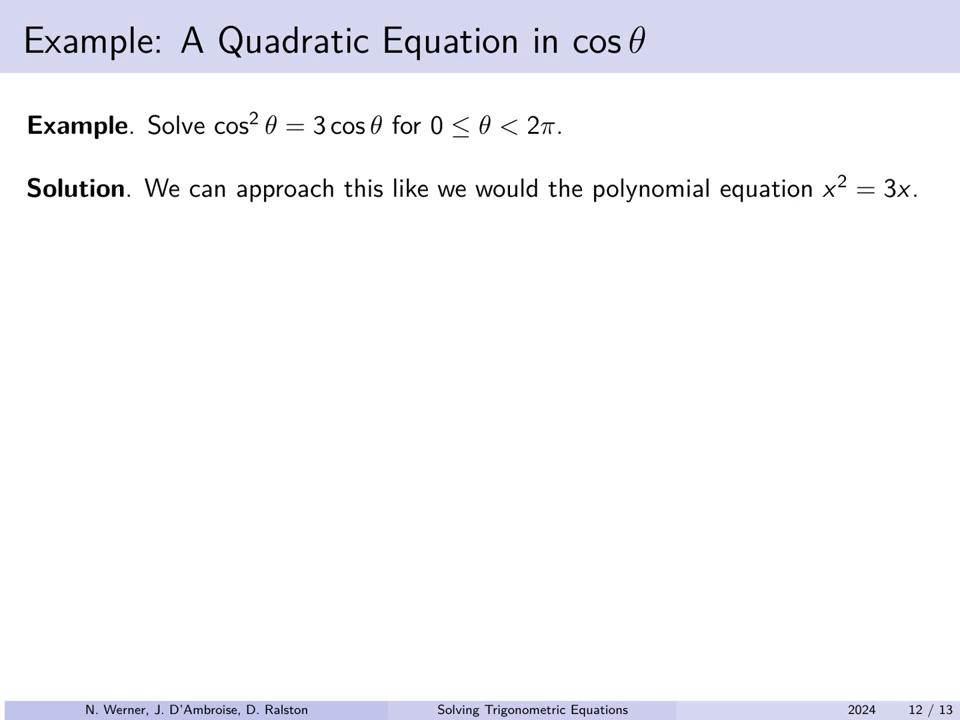 Example: A Quadratic Equation in cos θ
Example. Solve cos² θ = 3 cos θ for 0 ≤ θ < 2π.
Solution. We can approach this like we would the polynomial equation x² = 3x.
N. Werner, J. D'Ambroise, D. Ralston Solving Trigonometric Equations 2024 12 / 13